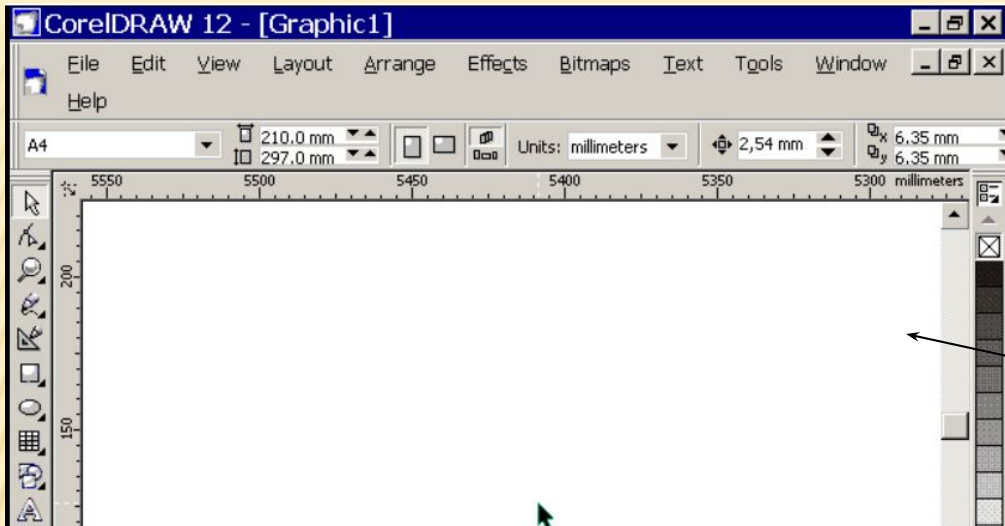 CorelDRAW 12 - [Graphic1]
Eile Edit View Layout Arrange Effects Bitmaps Text Tools Window
Help
A4 210.0 mm 297.0 mm Units: millimeters 2,54 mm x 6.35 mm y 6.35 mm
5550 5500 5450 5400 5350 5300 millimeters
200
150